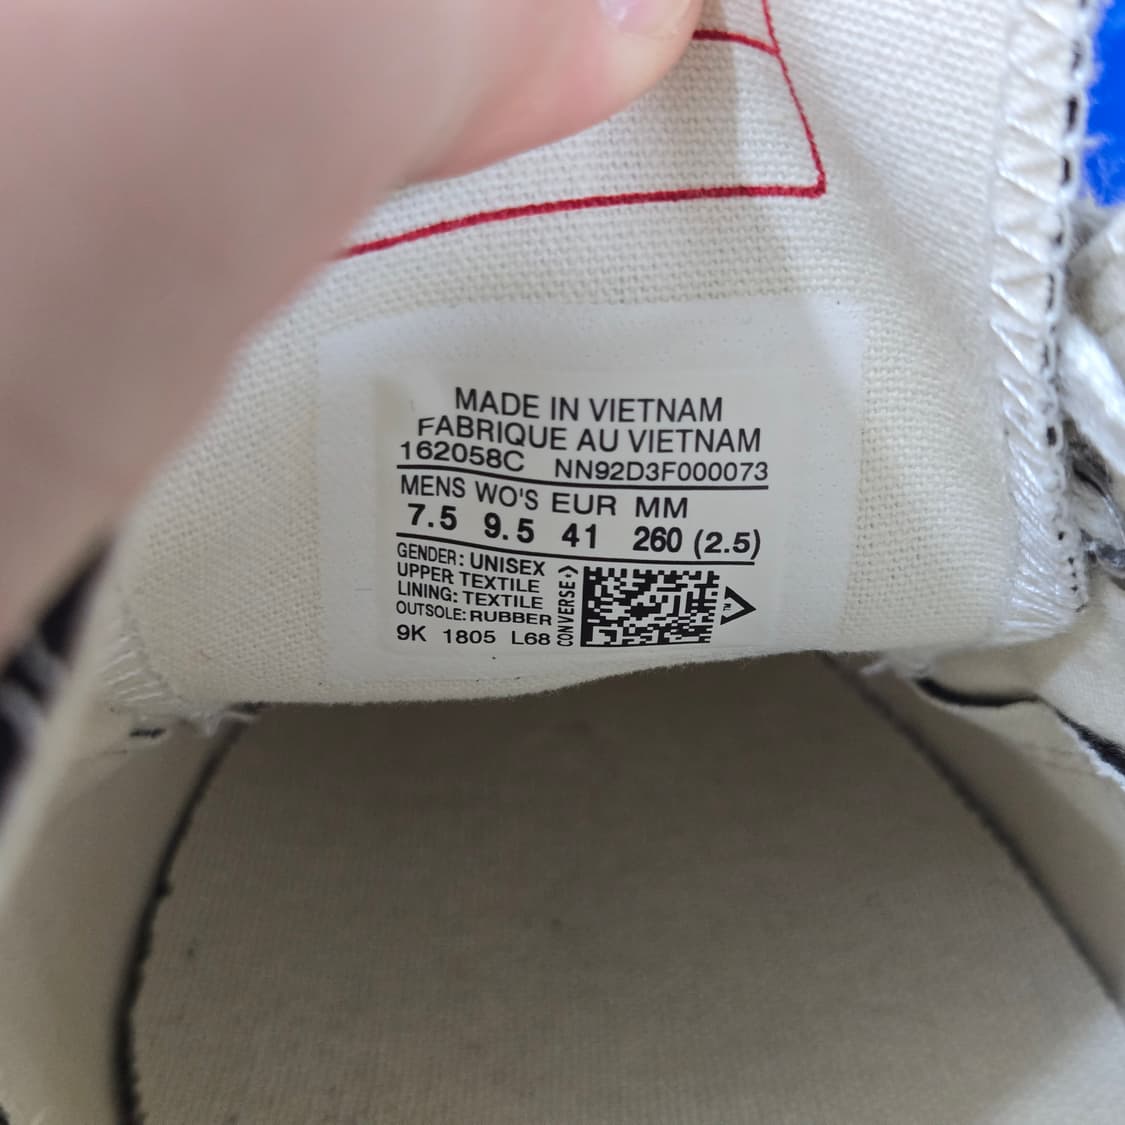 MADE IN VIETNAM
FABRIQUE AU VIETNAM
162058C NN92D3F000073
MENS WO'S EUR MM
7.5 9.5 41 260 (2.5)
GENDER: UNISEX
UPPER TEXTILE
LINING: TEXTILE
OUTSOLE: RUBBER
9K 1805 L68
CONVERSE
TM